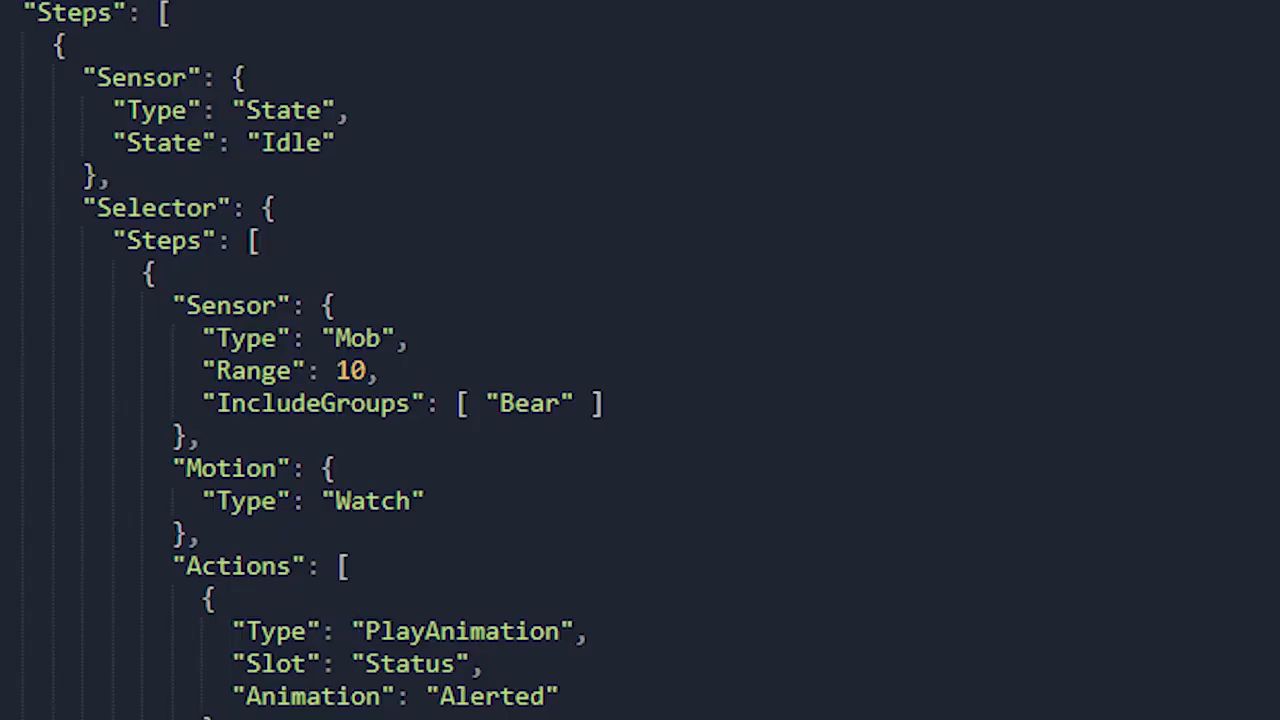 "Steps": [
{
"Sensor": {
"Type": "State",
"State": "Idle"
},
"Selector": {
"Steps": [
{
"Sensor": {
"Type": "Mob",
"Range": 10,
"IncludeGroups": [ "Bear" ]
},
"Motion": {
"Type": "Watch"
},
"Actions": [
{
"Type": "PlayAnimation",
"Slot": "Status",
"Animation": "Alerted"